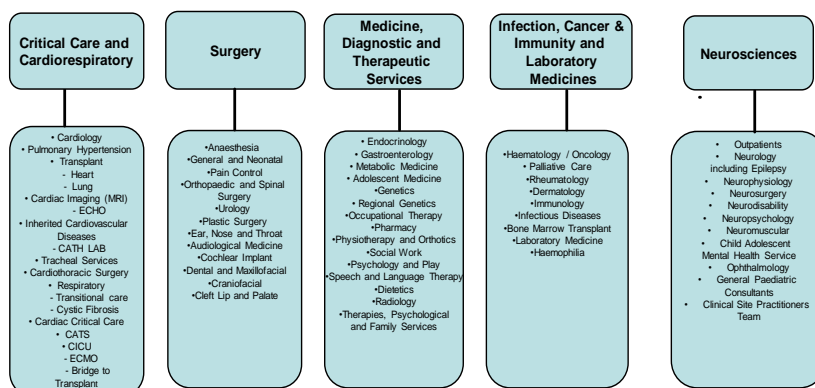 Critical Care and
Cardiorespiratory
• Cardiology
• Pulmonary Hypertension
• Transplant
- Heart
- Lung
• Cardiac Imaging (MRI)
- ECHO
• Inherited Cardiovascular
Diseases
- CATH LAB
• Tracheal Services
• Cardiothoracic Surgery
• Respiratory
- Transitional care
- Cystic Fibrosis
• Cardiac Critical Care
• CATS
• CICU
- ECMO
- Bridge to
Transplant
Surgery
•Anaesthesia
•General and Neonatal
•Pain Control
•Orthopaedic and Spinal
Surgery
•Urology
•Plastic Surgery
•Ear, Nose and Throat
•Audiological Medicine
•Cochlear Implant
•Dental and Maxillofacial
•Craniofacial
•Cleft Lip and Palate
Medicine,
Diagnostic and
Therapeutic
Services
• Endocrinology
•Gastroenterology
•Metabolic Medicine
•Adolescent Medicine
•Genetics
•Regional Genetics
•Occupational Therapy
•Pharmacy
•Physiotherapy and Orthotics
•Social Work
•Psychology and Play
•Speech and Language Therapy
•Dietetics
•Radiology
•Therapies, Psychological
and Family Services
Infection, Cancer &
Immunity and
Laboratory
Medicines
•Haematology / Oncology
•Palliative Care
•Rheumatology
•Dermatology
•Immunology
•Infectious Diseases
•Bone Marrow Transplant
•Laboratory Medicine
•Haemophilia
Neurosciences
•
• Outpatients
• Neurology
including Epilepsy
• Neurophysiology
• Neurosurgery
• Neurodisability
• Neuropsychology
• Neuromuscular
• Child Adolescent
Mental Health Service
• Ophthalmology
• General Paediatric
Consultants
• Clinical Site Practitioners
Team